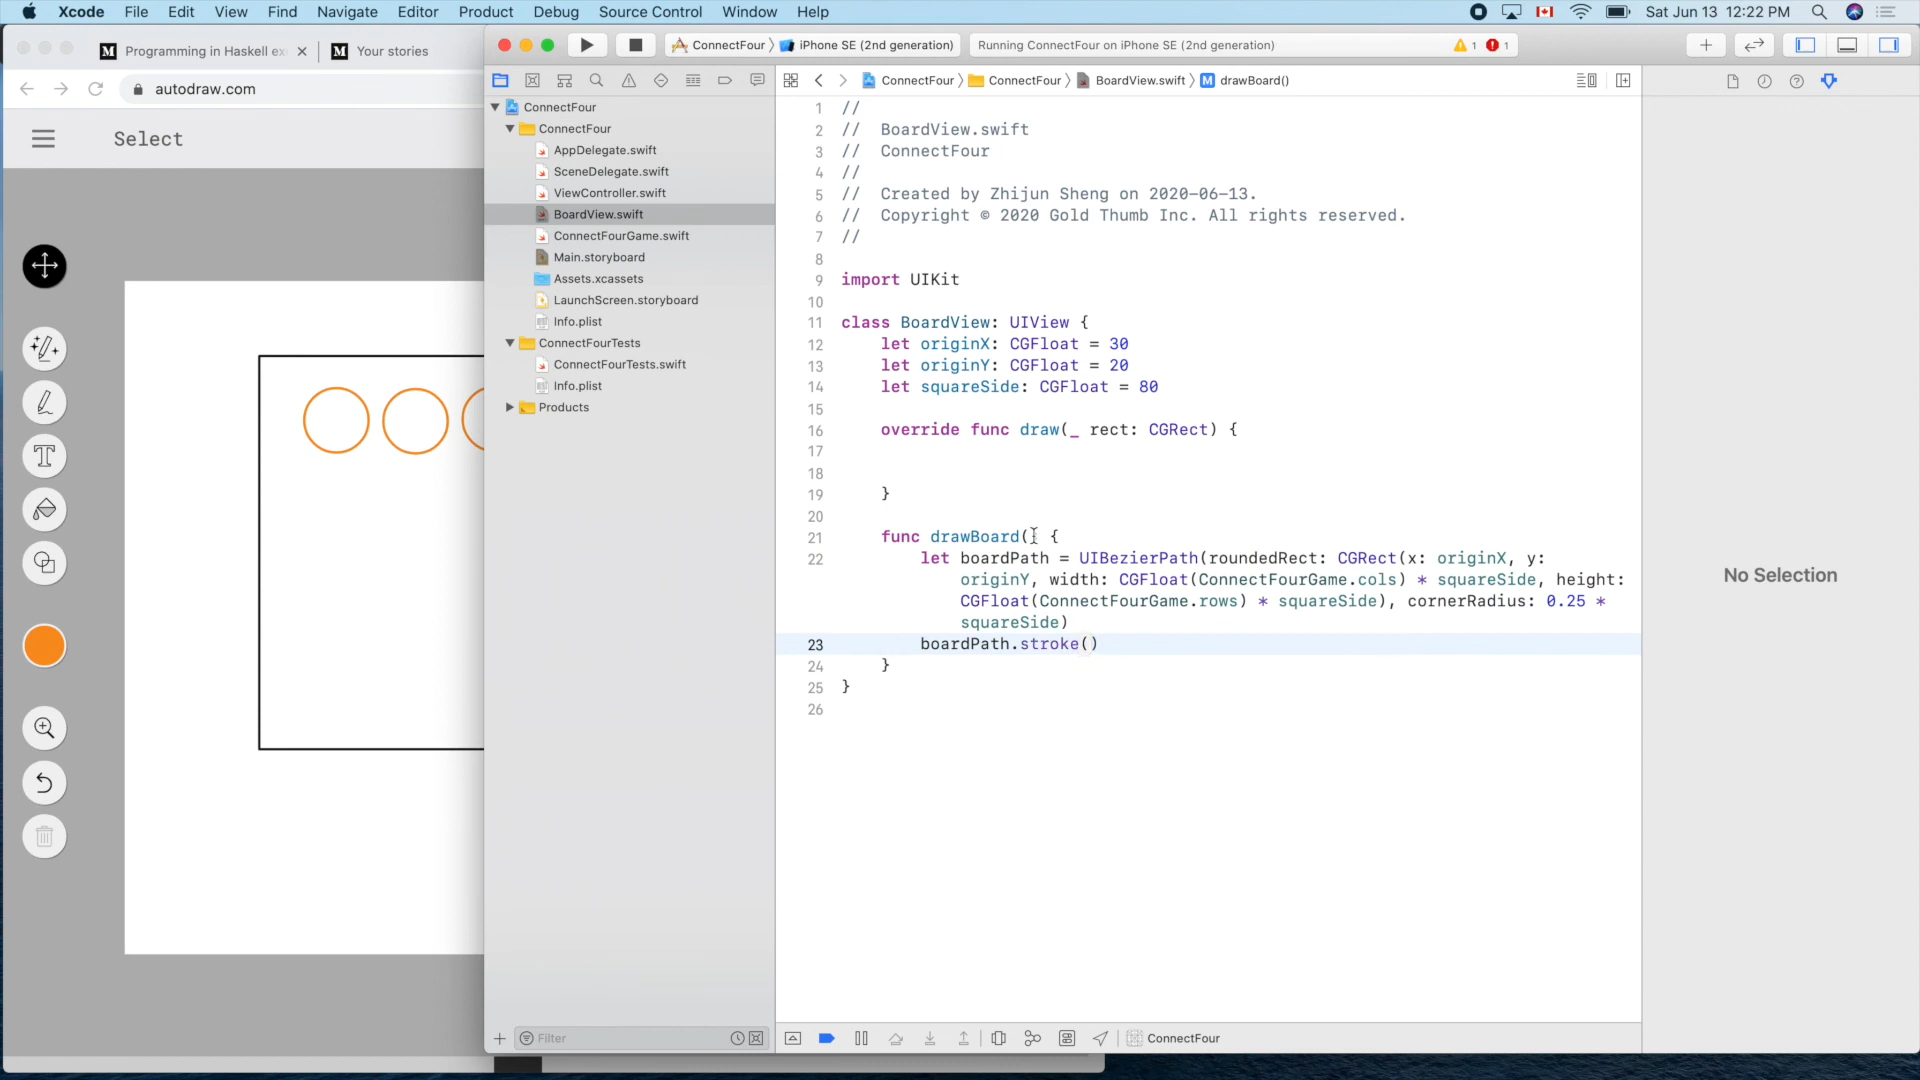 Xcode File Edit View Find Navigate Editor Product Debug Source Control Window Help Sat Jun 13 12:22 PM
Programming in Haskell ex
Your stories
ConnectFour iPhone SE (2nd generation)
Running ConnectFour on iPhone SE (2nd generation)
1 1
autodraw.com
Select
ConnectFour
ConnectFour
AppDelegate.swift
SceneDelegate.swift
ViewController.swift
BoardView.swift
ConnectFourGame.swift
Main.storyboard
Assets.xcassets
LaunchScreen.storyboard
Info.plist
ConnectFourTests
ConnectFourTests.swift
Info.plist
Products
Filter
ConnectFour ConnectFour BoardView.swift M drawBoard()
1 //
2 // BoardView.swift
3 // ConnectFour
4 //
5 // Created by Zhijun Sheng on 2020-06-13.
6 // Copyright © 2020 Gold Thumb Inc. All rights reserved.
7 //
8
9 import UIKit
10
11 class BoardView: UIView {
12 let originX: CGFloat = 30
13 let originY: CGFloat = 20
14 let squareSide: CGFloat = 80
15
16 override func draw(_ rect: CGRect) {
17
18
19 }
20
21 func drawBoard() {
22 let boardPath = UIBezierPath(roundedRect: CGRect(x: originX, y:
originY, width: CGFloat(ConnectFourGame.cols) * squareSide, height:
CGFloat(ConnectFourGame.rows) * squareSide), cornerRadius: 0.25 *
squareSide)
23 boardPath.stroke()
24 }
25 }
26
No Selection
ConnectFour